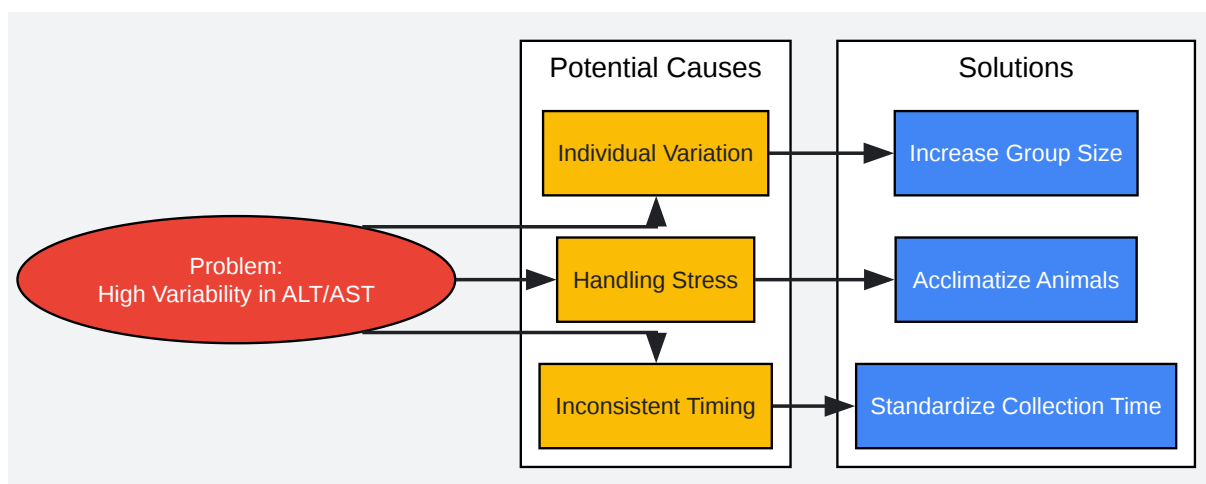 Potential Causes
Solutions
Individual Variation
Increase Group Size
Problem:
High Variability in ALT/AST
Handling Stress
Acclimatize Animals
Inconsistent Timing
Standardize Collection Time